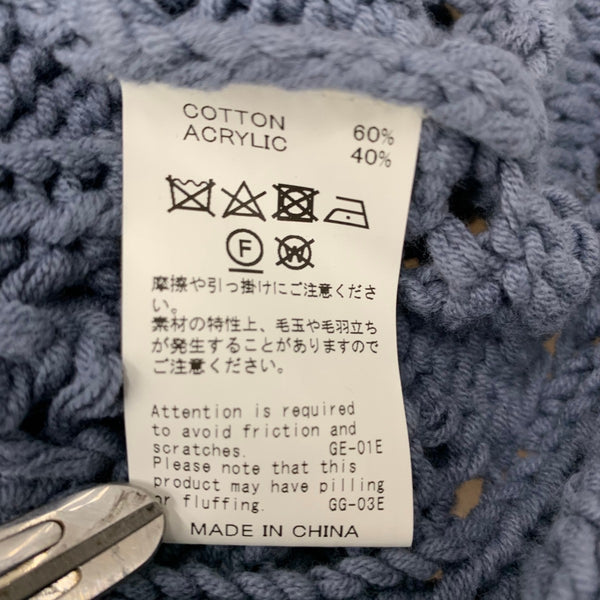 COTTON 60%
ACRYLIC 40%
F W
摩擦や引っ掛けにご注意くださ
い。
素材の特性上、毛玉や毛羽立ち
が発生することがありますので
ご注意ください。
Attention is required
to avoid friction and
scratches. GE-01E
Please note that this
product may have pilling
or fluffing. GG-03E
MADE IN CHINA